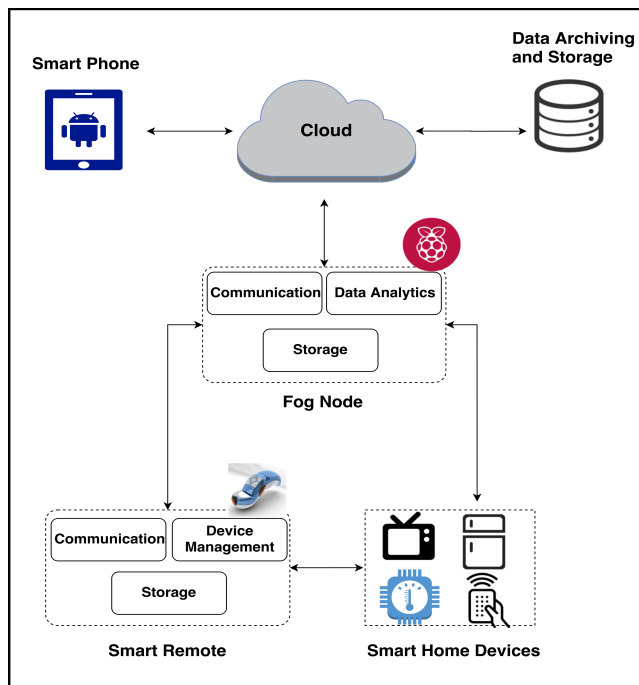 Smart Phone
Data Archiving
and Storage
Cloud
Communication
Data Analytics
Storage
Fog Node
Communication
Device
Management
Storage
Smart Remote
Smart Home Devices